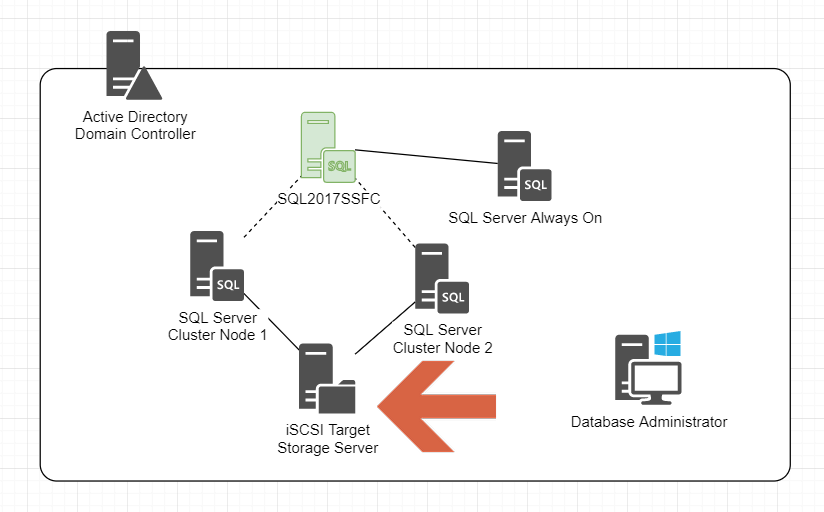 Active Directory
Domain Controller
SQL
SQL2017SSFC
SQL
SQL Server Always On
SQL
SQL Server
Cluster Node 1
SQL
SQL Server
Cluster Node 2
iSCSI Target
Storage Server
Database Administrator